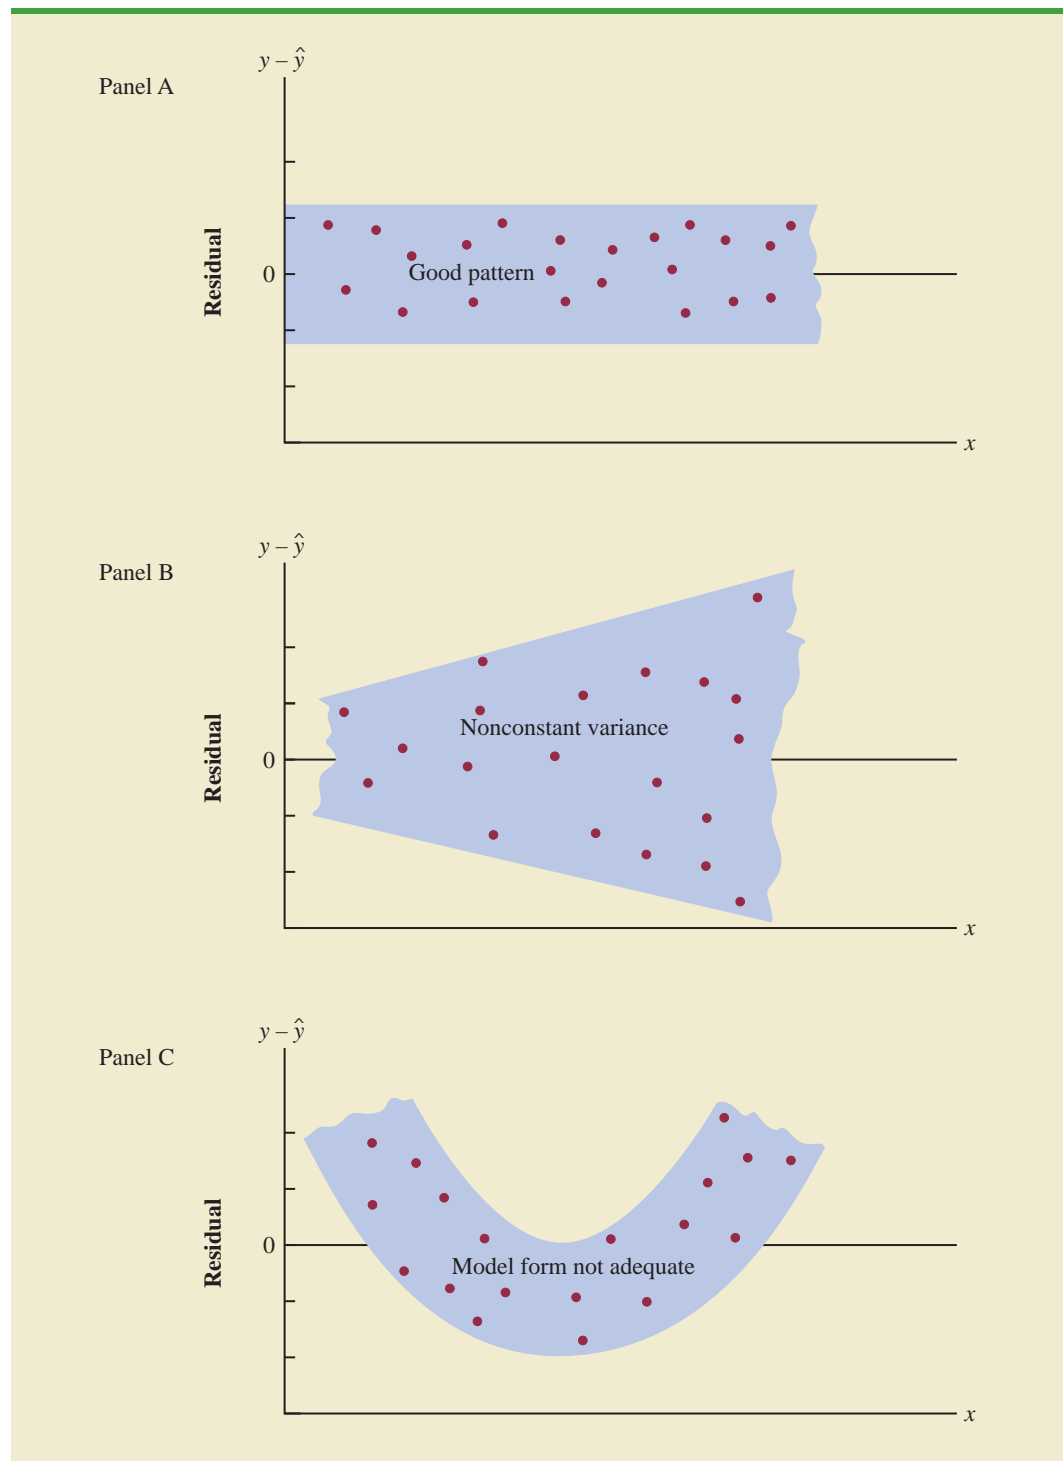 y – ŷ
Panel A
Residual
0
Good pattern
x
y – ŷ
Panel B
Residual
0
Nonconstant variance
x
y – ŷ
Panel C
Residual
0
Model form not adequate
x